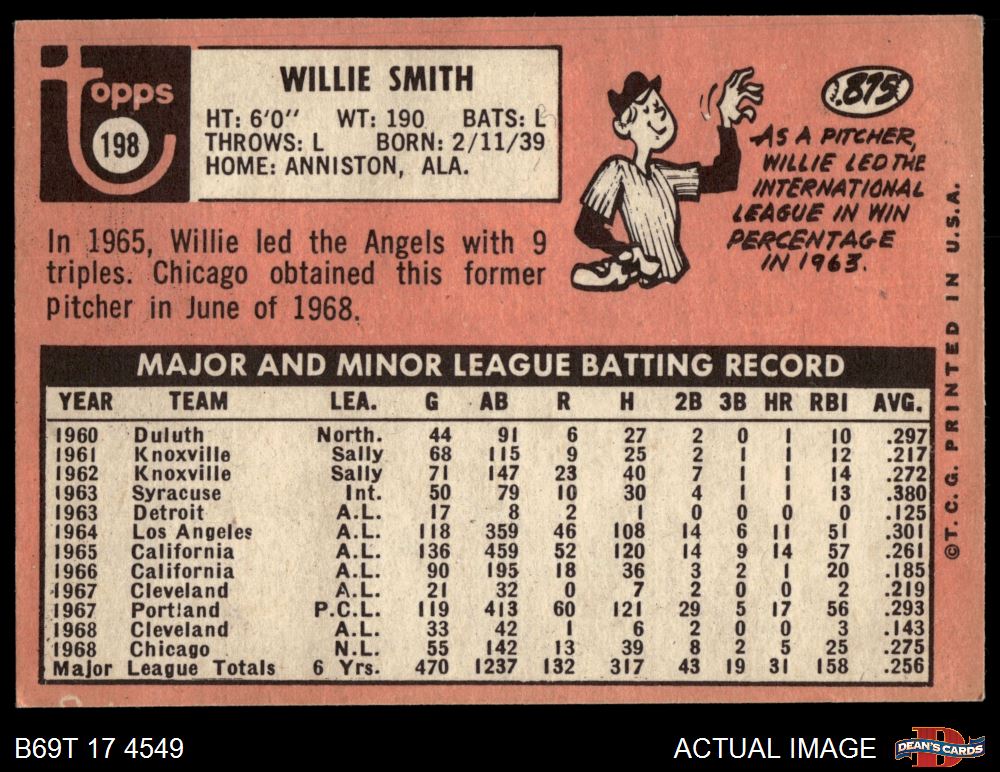 topps
198
WILLIE SMITH
HT: 6'0" WT: 190 BATS: L
THROWS: L BORN: 2/11/39
HOME: ANNISTON, ALA.
.875
AS A PITCHER,
WILLIE LED THE
INTERNATIONAL
LEAGUE IN WIN
PERCENTAGE
IN 1963.
In 1965, Willie led the Angels with 9
triples. Chicago obtained this former
pitcher in June of 1968.
MAJOR AND MINOR LEAGUE BATTING RECORD
YEAR TEAM LEA. G AB R H 2B 3B HR RBI AVG.
1960 Duluth North. 44 91 6 27 2 0 1 10 .297
1961 Knoxville Sally 68 115 9 25 2 1 1 12 .217
1962 Knoxville Sally 71 147 23 40 7 1 1 14 .272
1963 Syracuse Int. 50 79 10 30 4 1 1 13 .380
1963 Detroit A.L. 17 8 2 1 0 0 0 0 .125
1964 Los Angeles A.L. 118 359 46 108 14 6 11 51 .301
1965 California A.L. 136 459 52 120 14 9 14 57 .261
1966 California A.L. 90 195 18 36 3 2 1 20 .185
1967 Cleveland A.L. 21 32 0 7 2 0 0 2 .219
1967 Portland P.C.L. 119 413 60 121 29 5 17 56 .293
1968 Cleveland A.L. 33 42 1 6 2 0 0 3 .143
1968 Chicago N.L. 55 142 13 39 8 2 5 25 .275
Major League Totals 6 Yrs. 470 1237 132 317 43 19 31 158 .256
©T. C. G. PRINTED IN U.S.A.
B69T 17 4549
ACTUAL IMAGE
D
DEAN'S CARDS